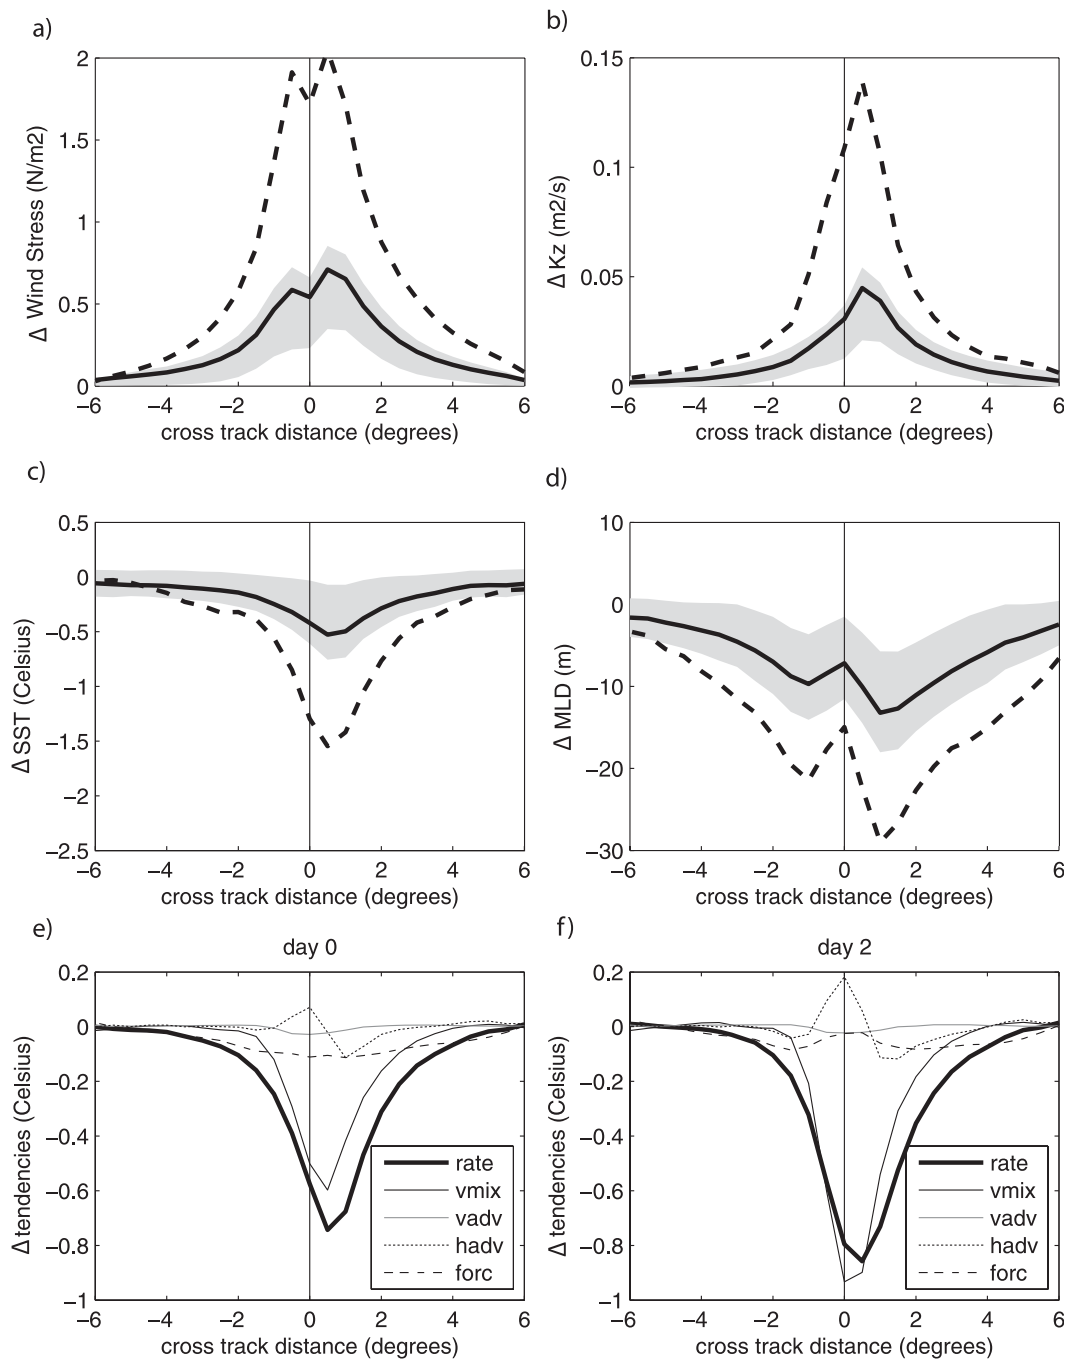 a)
2
1.5
1
0.5
0
Δ Wind Stress (N/m2)
−6 −4 −2 0 2 4 6
cross track distance (degrees)
b)
0.15
0.1
0.05
0
Δ Kz (m2/s)
−6 −4 −2 0 2 4 6
cross track distance (degrees)
c)
0.5
0
−0.5
−1
−1.5
−2
−2.5
Δ SST (Celsius)
−6 −4 −2 0 2 4 6
cross track distance (degrees)
d)
10
0
−10
−20
−30
Δ MLD (m)
−6 −4 −2 0 2 4 6
cross track distance (degrees)
e)
day 0
0.2
0
−0.2
−0.4
−0.6
−0.8
−1
Δ tendencies (Celsius)
rate
vmix
vadv
hadv
forc
−6 −4 −2 0 2 4 6
cross track distance (degrees)
f)
day 2
0.2
0
−0.2
−0.4
−0.6
−0.8
−1
Δ tendencies (Celsius)
rate
vmix
vadv
hadv
forc
−6 −4 −2 0 2 4 6
cross track distance (degrees)